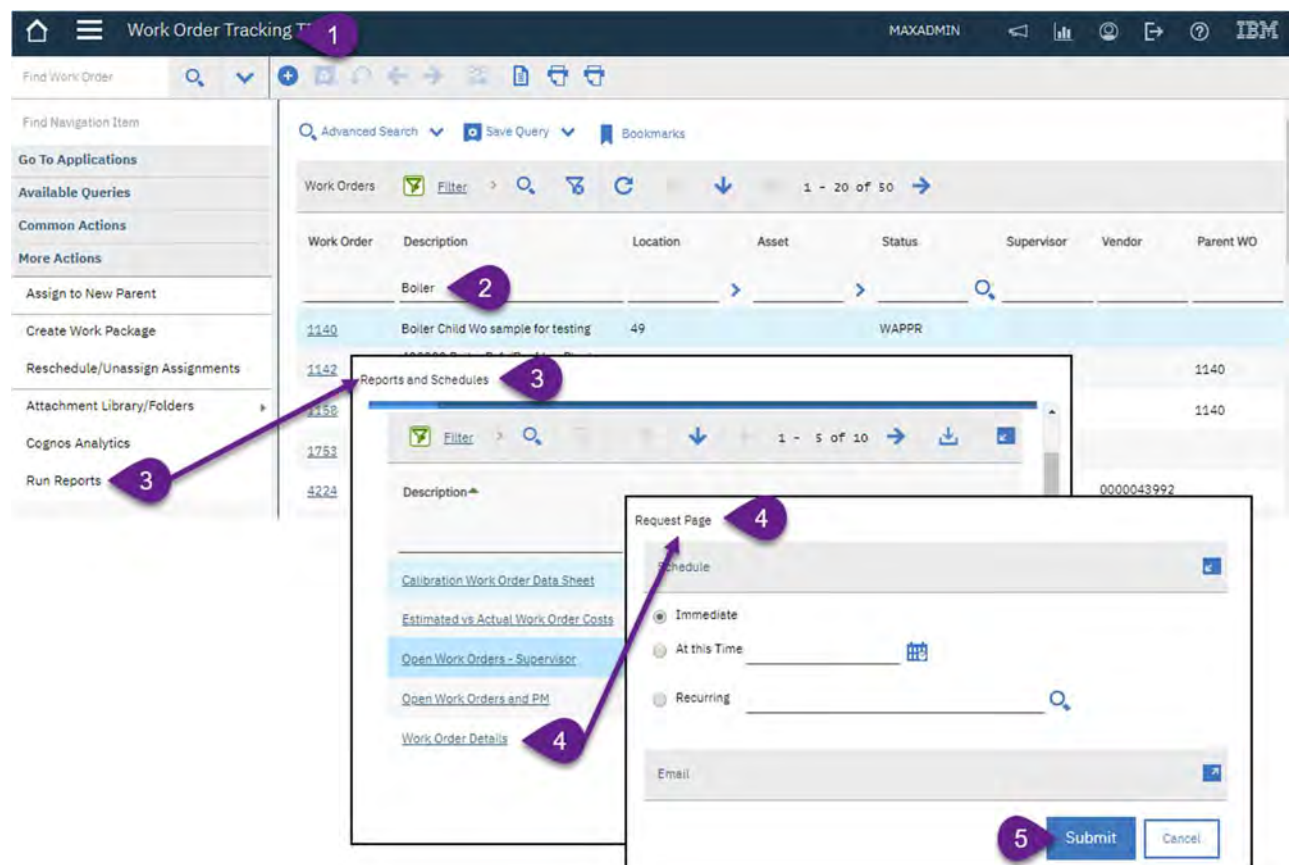 Work Order Tracking
1
MAXADMIN
IBM
Find Work Order
Find Navigation Item
Go To Applications
Available Queries
Common Actions
More Actions
Assign to New Parent
Create Work Package
Reschedule/Unassign Assignments
Attachment Library/Folders
Cognos Analytics
Run Reports
3
Advanced Search
Save Query
Bookmarks
Work Orders Filter 1 - 20 of 50
Work Order Description Location Asset Status Supervisor Vendor Parent WO
Boiler
2
1140 Boiler Child Wo sample for testing 49 WAPPR
1142 1140
1158 1140
1753
4224 0000043992
Reports and Schedules
3
Filter 1 - 5 of 10
Description
Calibration Work Order Data Sheet
Estimated vs Actual Work Order Costs
Open Work Orders - Supervisor
Open Work Orders and PM
Work Order Details
4
Request Page
4
Schedule
Immediate
At this Time
Recurring
Email
5
Submit
Cancel